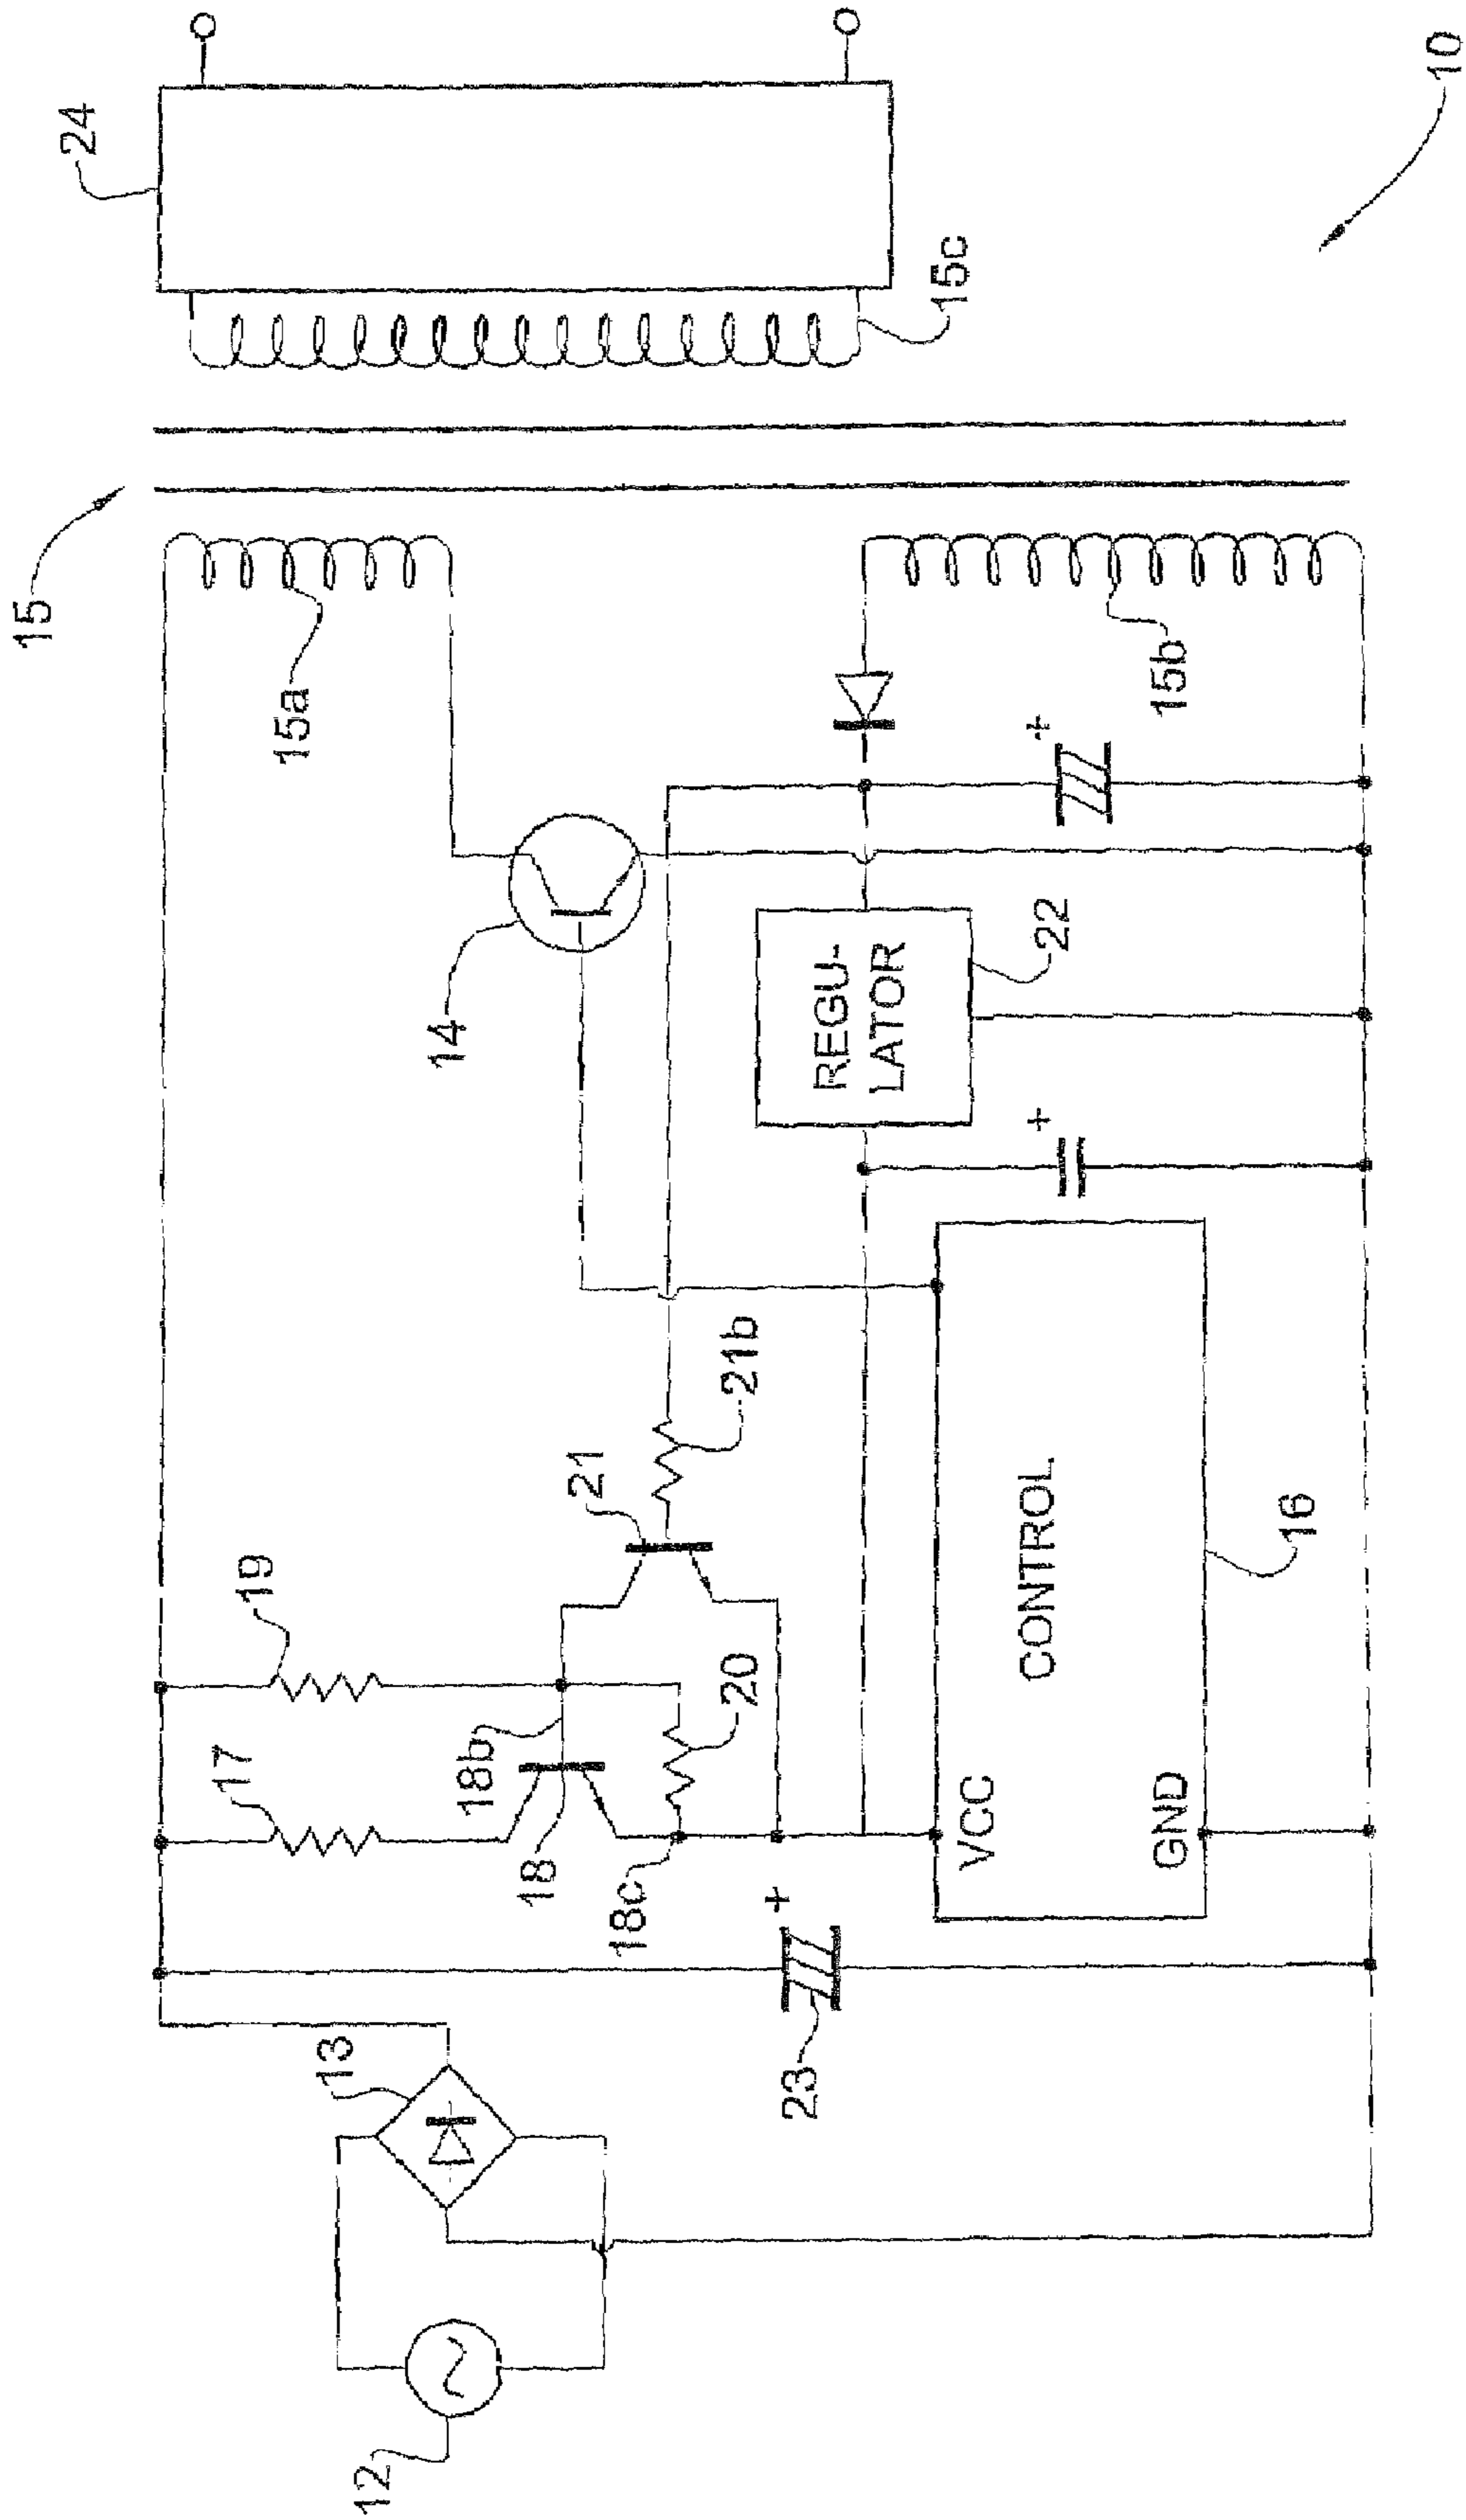 10
24
15c
15
15a
15b
+
14
REGU-
LATOR
22
+
21b
21
CONTROL
16
19
20
17
18b
18
18c
VCC
GND
+
23
13
12